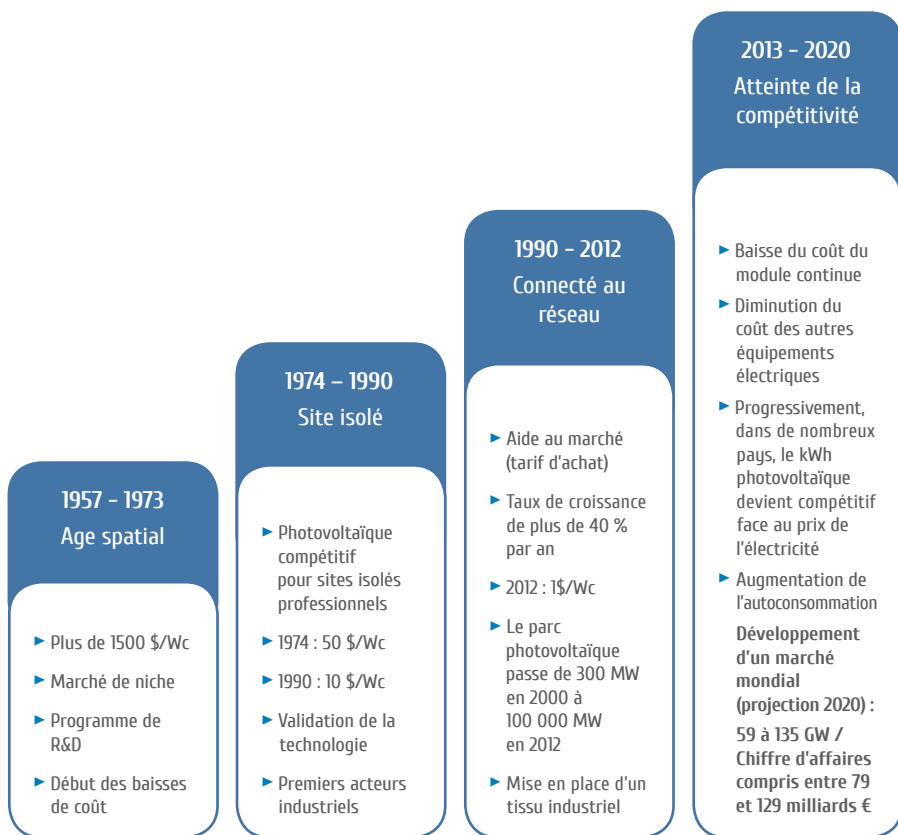 1957 - 1973
Age spatial
► Plus de 1500 $/Wc
► Marché de niche
► Programme de
R&D
► Début des baisses
de coût
1974 – 1990
Site isolé
► Photovoltaïque
compétitif
pour sites isolés
professionnels
► 1974 : 50 $/Wc
► 1990 : 10 $/Wc
► Validation de la
technologie
► Premiers acteurs
industriels
1990 - 2012
Connecté au
réseau
► Aide au marché
(tarif d'achat)
► Taux de croissance
de plus de 40 %
par an
► 2012 : 1$/Wc
► Le parc
photovoltaïque
passe de 300 MW
en 2000 à
100 000 MW
en 2012
► Mise en place d'un
tissu industriel
2013 - 2020
Atteinte de la
compétitivité
► Baisse du coût du
module continue
► Diminution du
coût des autres
équipements
électriques
► Progressivement,
dans de nombreux
pays, le kWh
photovoltaïque
devient compétitif
face au prix de
l'électricité
► Augmentation de
l'autoconsommation
Développement
d'un marché
mondial
(projection 2020) :
59 à 135 GW /
Chiffre d'affaires
compris entre 79
et 129 milliards €